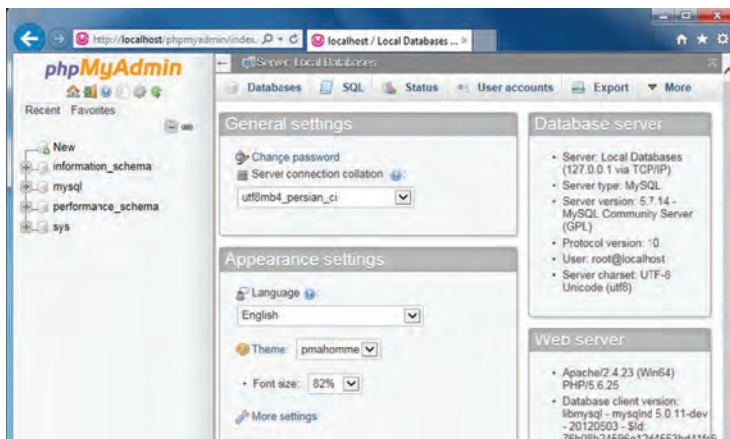 http://localhost/phpmyadmin/index.
localhost / Local Databases ...
phpMyAdmin
Recent Favorites
New
information_schema
mysql
performance_schema
sys
Server: Local Databases
Databases SQL Status User accounts Export More
General settings
Change password
Server connection collation :
utf8mb4_persian_ci
Appearance settings
Language :
English
Theme: pmahomme
Font size: 82%
More settings
Database server
Server: Local Databases
(127.0.0.1 via TCP/IP)
Server type: MySQL
Server version: 5.7.14 -
MySQL Community Server
(GPL)
Protocol version: 10
User: root@localhost
Server charset: UTF-8
Unicode (utf8)
Web server
Apache/2.4.23 (Win64)
PHP/5.6.25
Database client version:
libmysql - mysqlnd 5.0.11-dev
- 20120503 - $Id: